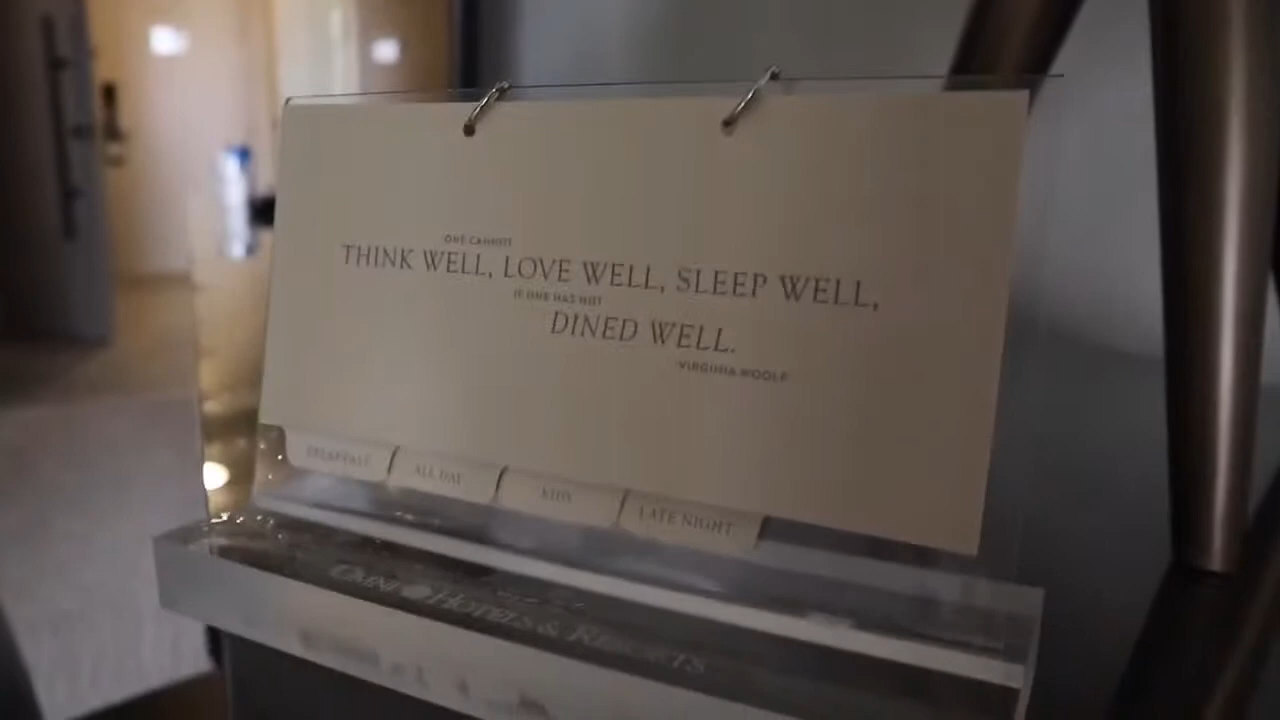 ONE CANNOT
THINK WELL, LOVE WELL, SLEEP WELL,
IF ONE HAS NOT
DINED WELL.
-VIRGINIA WOOLF
BREAKFAST
ALL DAY
KIDS
LATE NIGHT
OMNI HOTELS & RESORTS